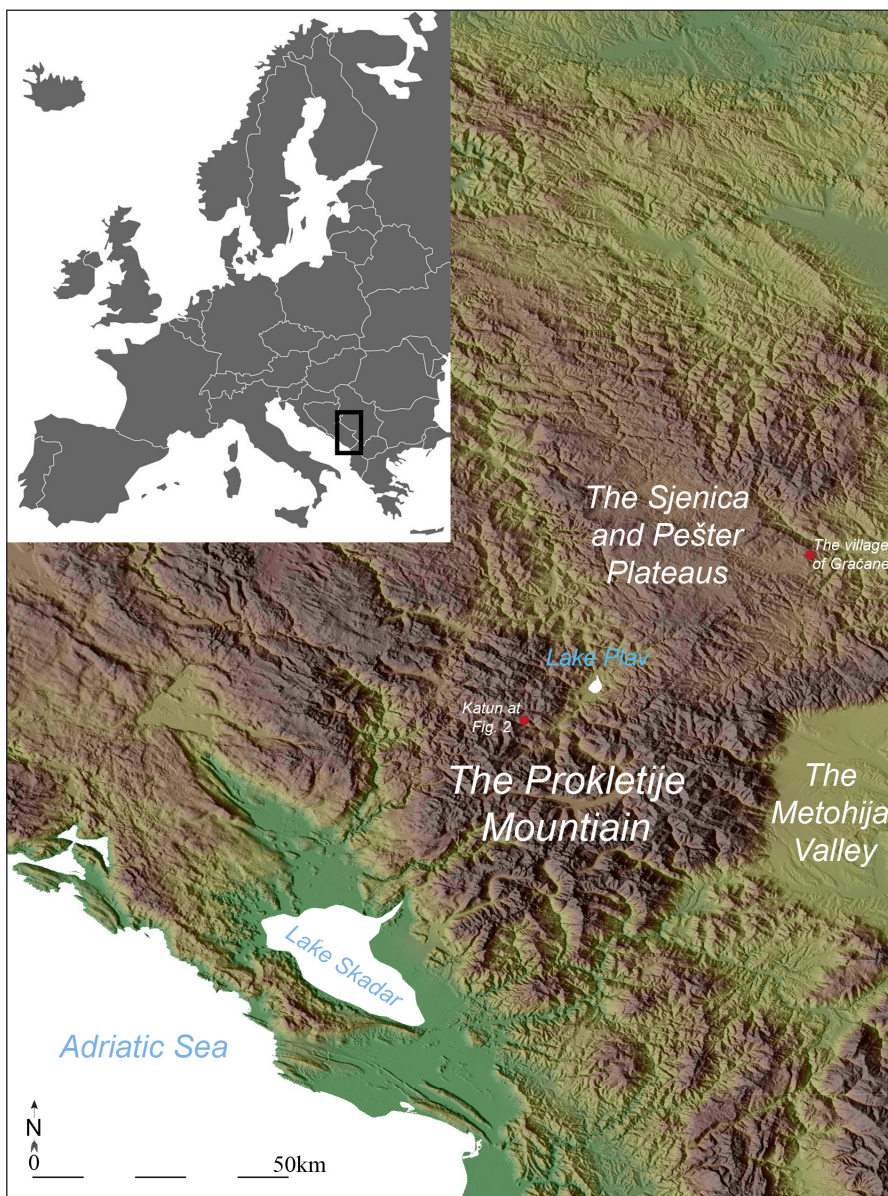 The Sjenica
and Pešter
Plateaus
The village
of Gračane
Lake Plav
Katun at
Fig. 2
The Prokletije
Mountiain
The
Metohija
Valley
Lake Skadar
Adriatic Sea
N
0
50km